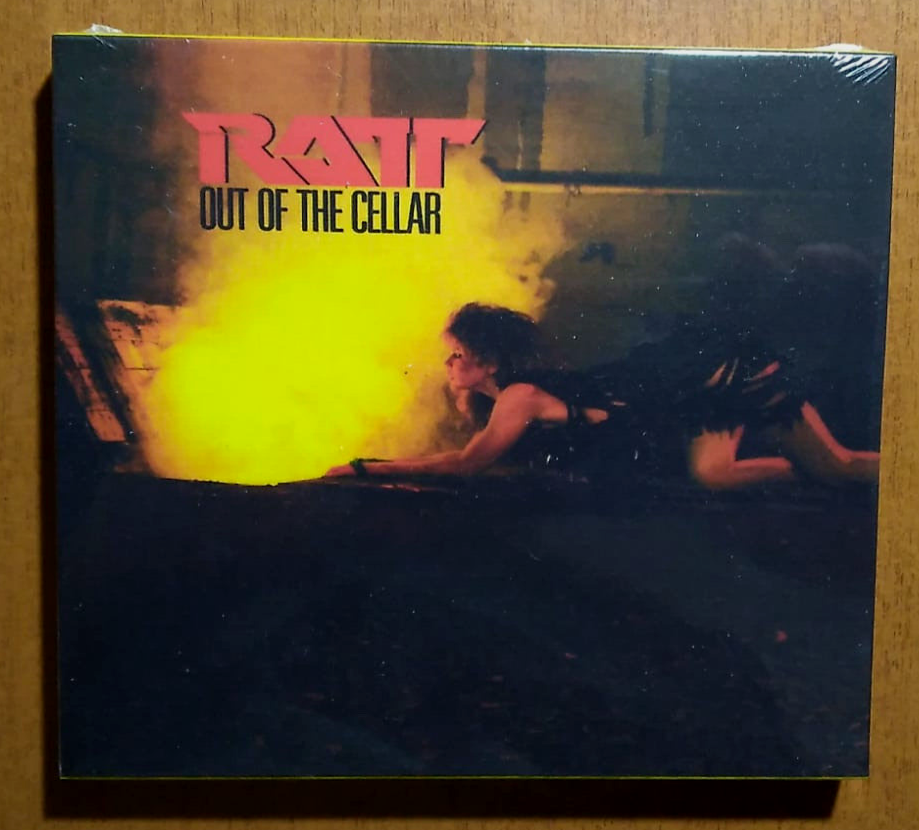 RATT
OUT OF THE CELLAR